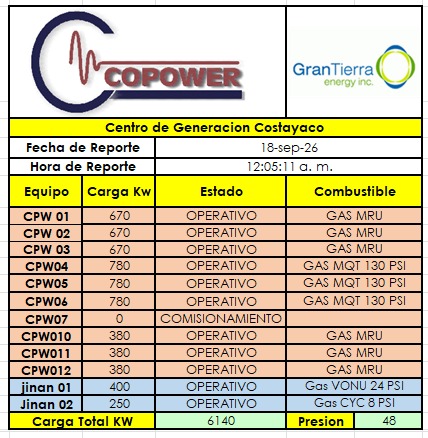 COPOWER
GranTierra
energy inc.
Centro de Generacion Costayaco
Fecha de Reporte 18-sep-26
Hora de Reporte 12:05:11 a. m.
Equipo Carga Kw Estado Combustible
CPW 01 670 OPERATIVO GAS MRU
CPW 02 670 OPERATIVO GAS MRU
CPW 03 670 OPERATIVO GAS MRU
CPW04 780 OPERATIVO GAS MQT 130 PSI
CPW05 780 OPERATIVO GAS MQT 130 PSI
CPW06 780 OPERATIVO GAS MQT 130 PSI
CPW07 0 COMISIONAMIENTO
CPW010 380 OPERATIVO GAS MRU
CPW011 380 OPERATIVO GAS MRU
CPW012 380 OPERATIVO GAS MRU
jinan 01 400 OPERATIVO Gas VONU 24 PSI
Jinan 02 250 OPERATIVO Gas CYC 8 PSI
Carga Total KW 6140 Presion 48